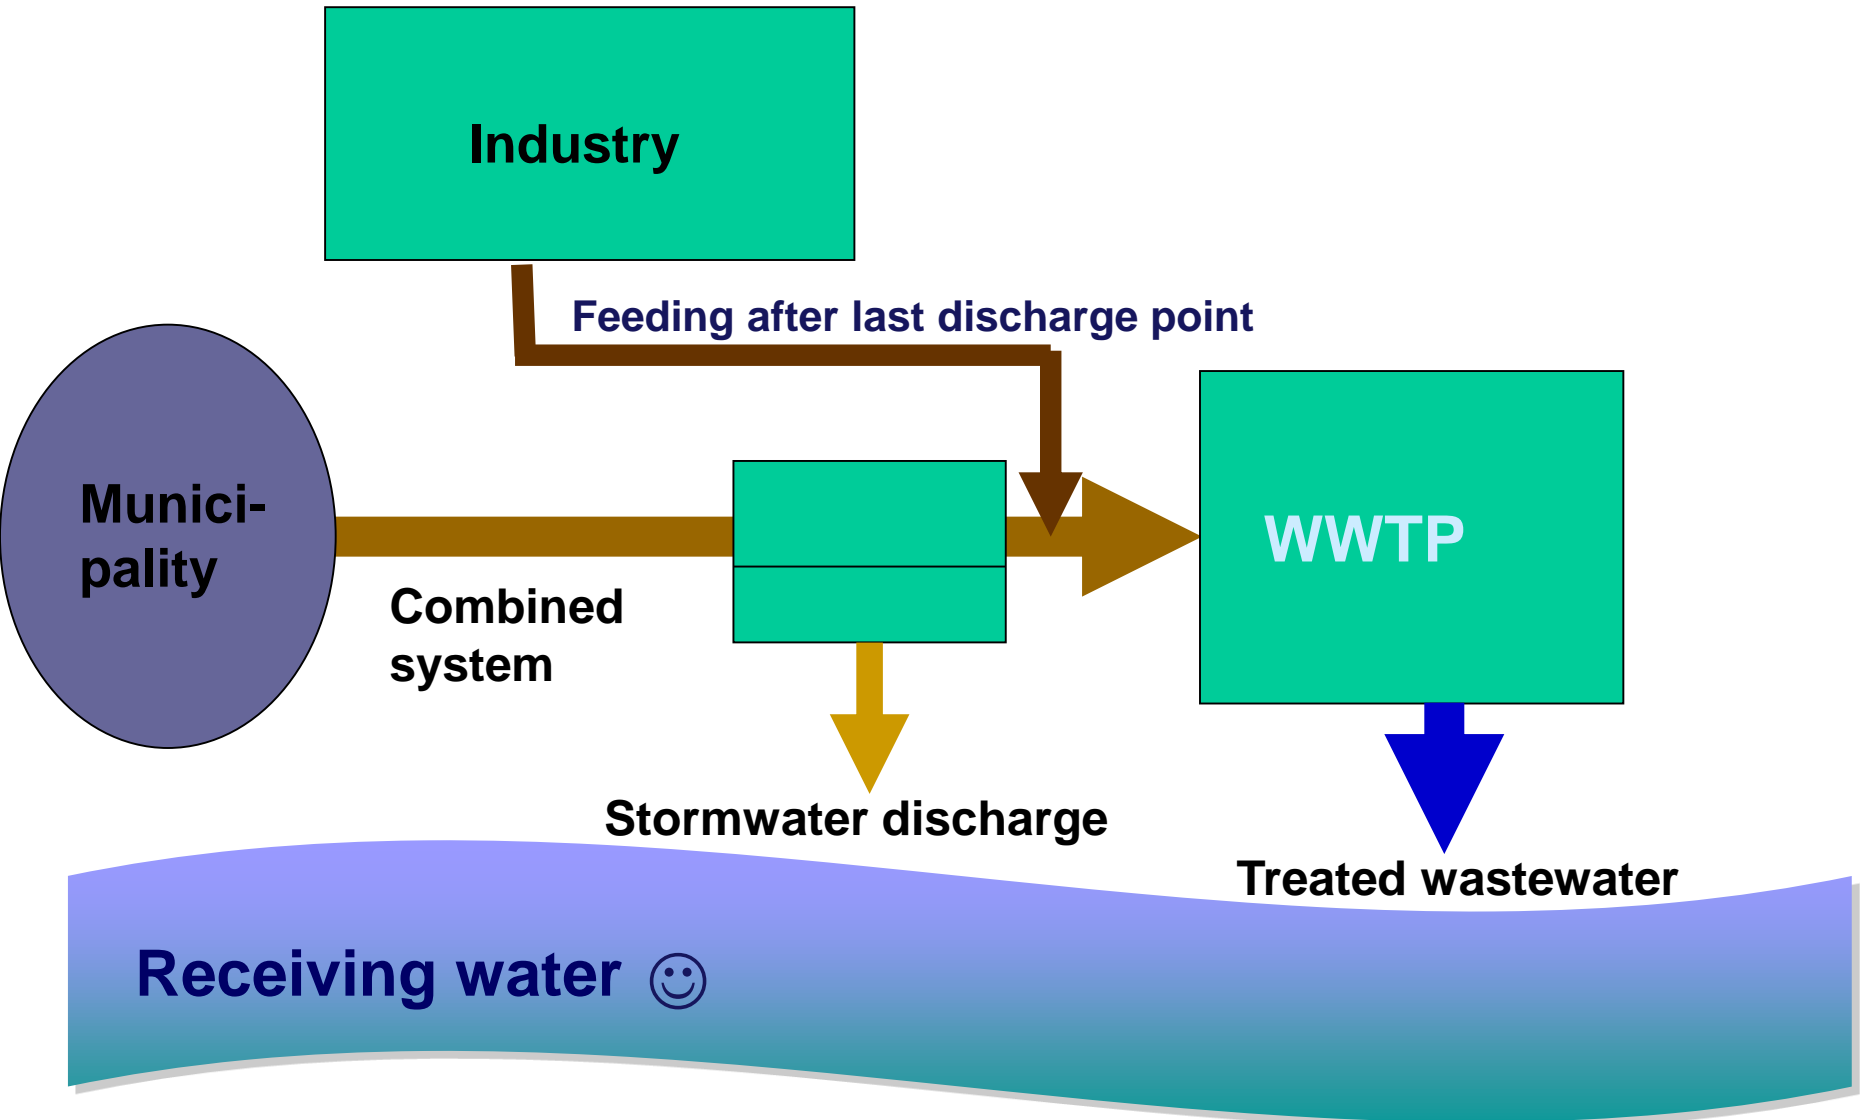 Industry
Feeding after last discharge point
Munici-
pality
WWTP
Combined
system
Stormwater discharge
Treated wastewater
Receiving water ☺